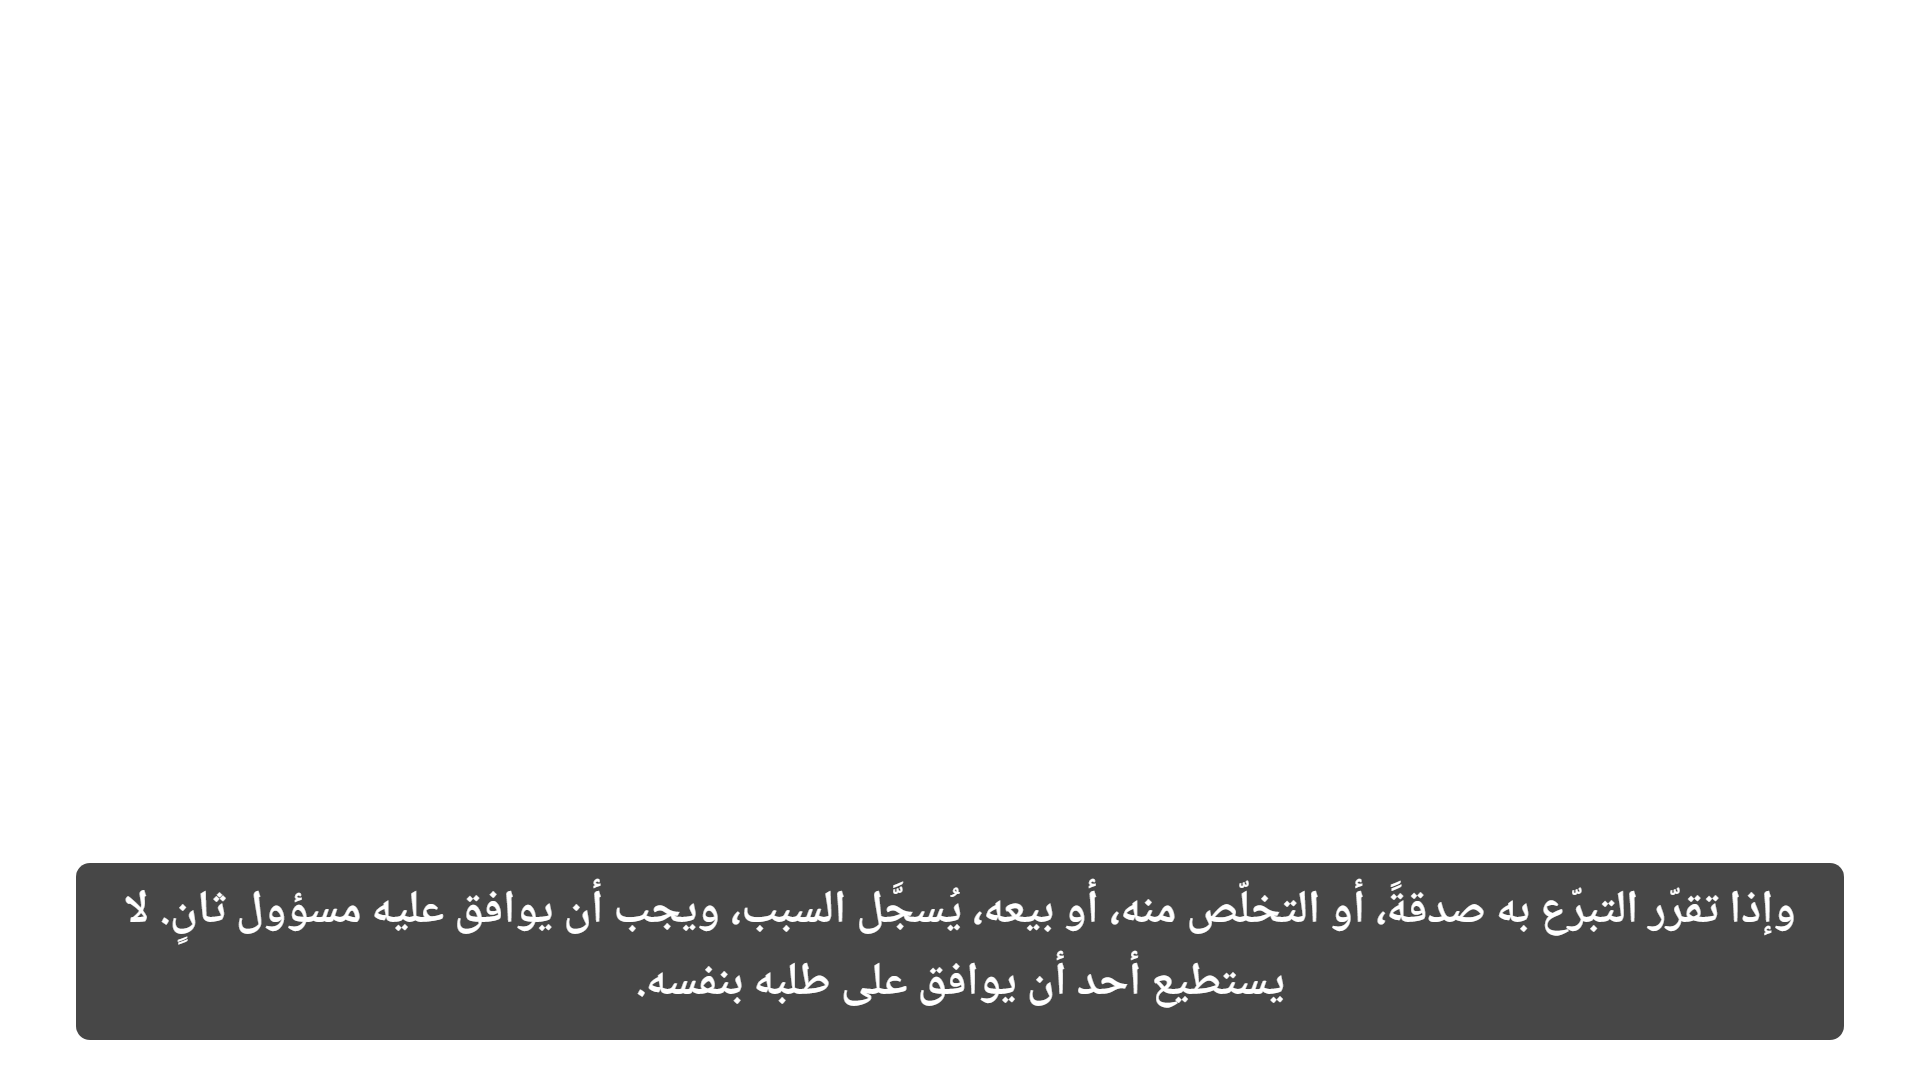 وإذا تقرّر التبرّع به صدقةً، أو التخلّص منه، أو بيعه، يُسجَّل السبب، ويجب أن يوافق عليه مسؤول ثانٍ. لا
يستطيع أحد أن يوافق على طلبه بنفسه.